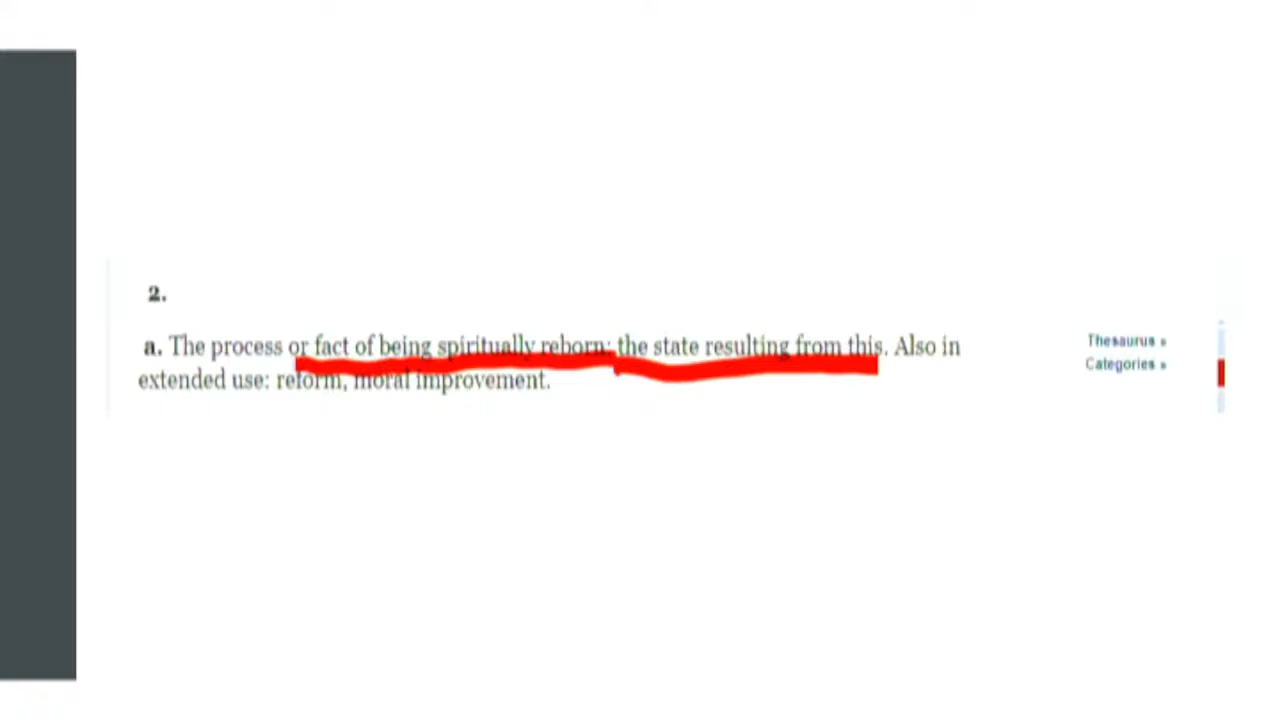 2.
a. The process or fact of being spiritually reborn; the state resulting from this. Also in
extended use: reform, moral improvement.
Thesaurus »
Categories »